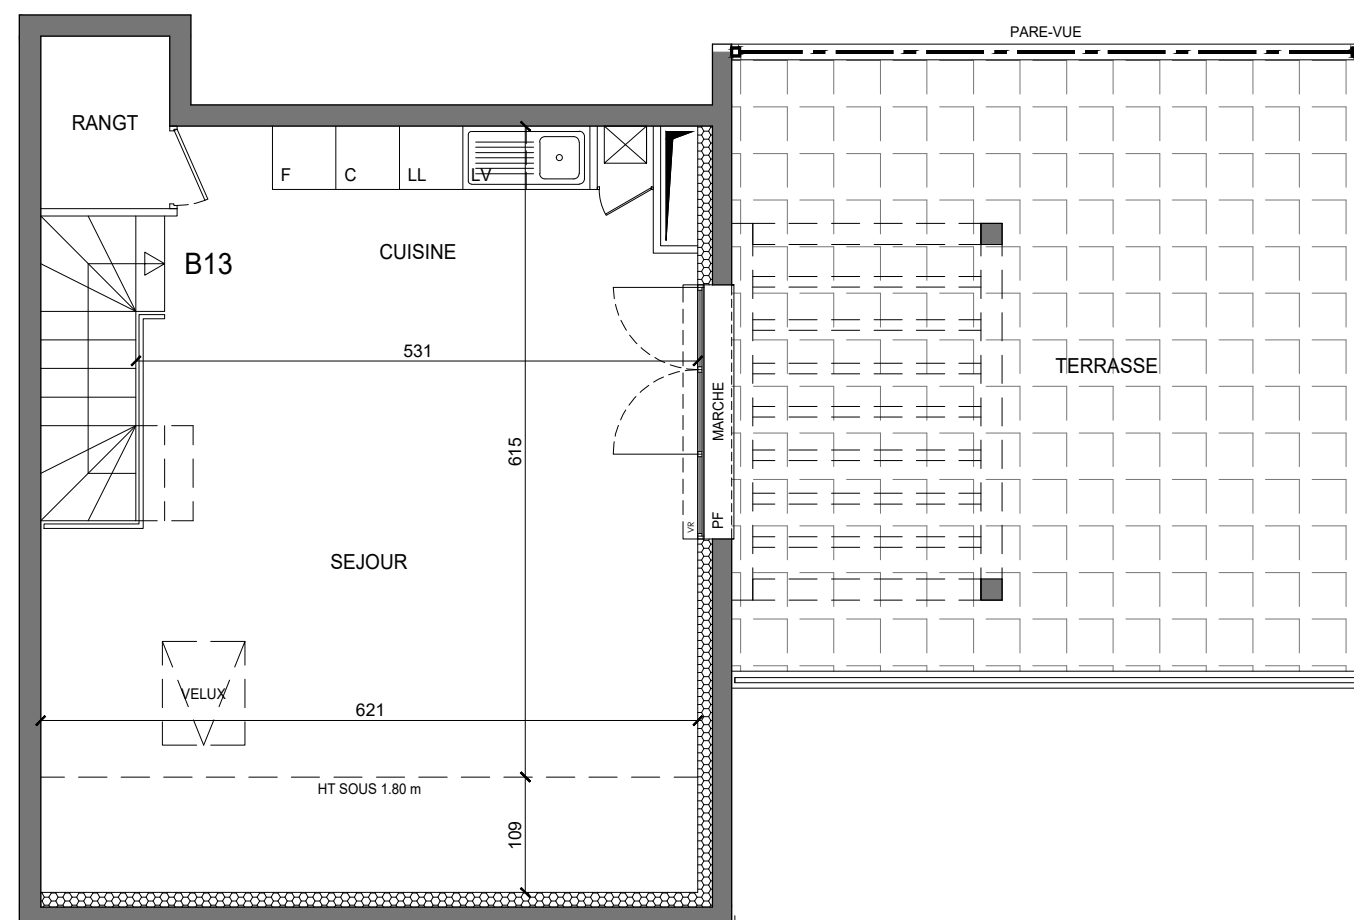 PARE-VUE
RANGT
F
C
LL
LV
CUISINE
B13
531
TERRASSE
MARCHE
615
PF
VR
SEJOUR
VELUX
621
HT SOUS 1.80 m
109